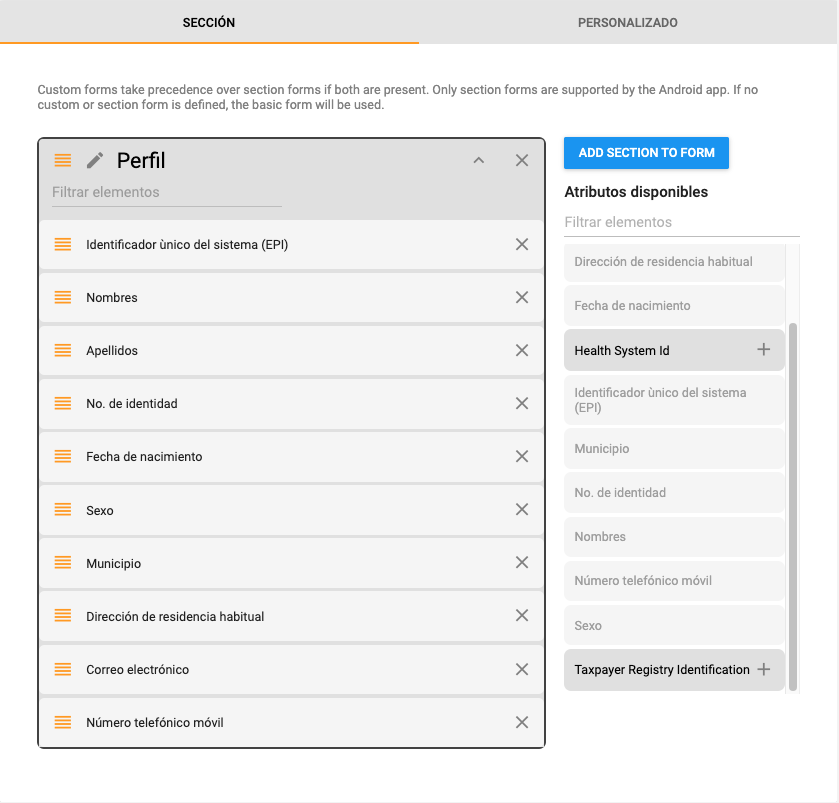 SECCIÓN
PERSONALIZADO
Custom forms take precedence over section forms if both are present. Only section forms are supported by the Android app. If no
custom or section form is defined, the basic form will be used.
Perfil
Filtrar elementos
Identificador ùnico del sistema (EPI)
Nombres
Apellidos
No. de identidad
Fecha de nacimiento
Sexo
Municipio
Dirección de residencia habitual
Correo electrónico
Número telefónico móvil
ADD SECTION TO FORM
Atributos disponibles
Filtrar elementos
Dirección de residencia habitual
Fecha de nacimiento
Health System Id
Identificador ùnico del sistema
(EPI)
Municipio
No. de identidad
Nombres
Número telefónico móvil
Sexo
Taxpayer Registry Identification